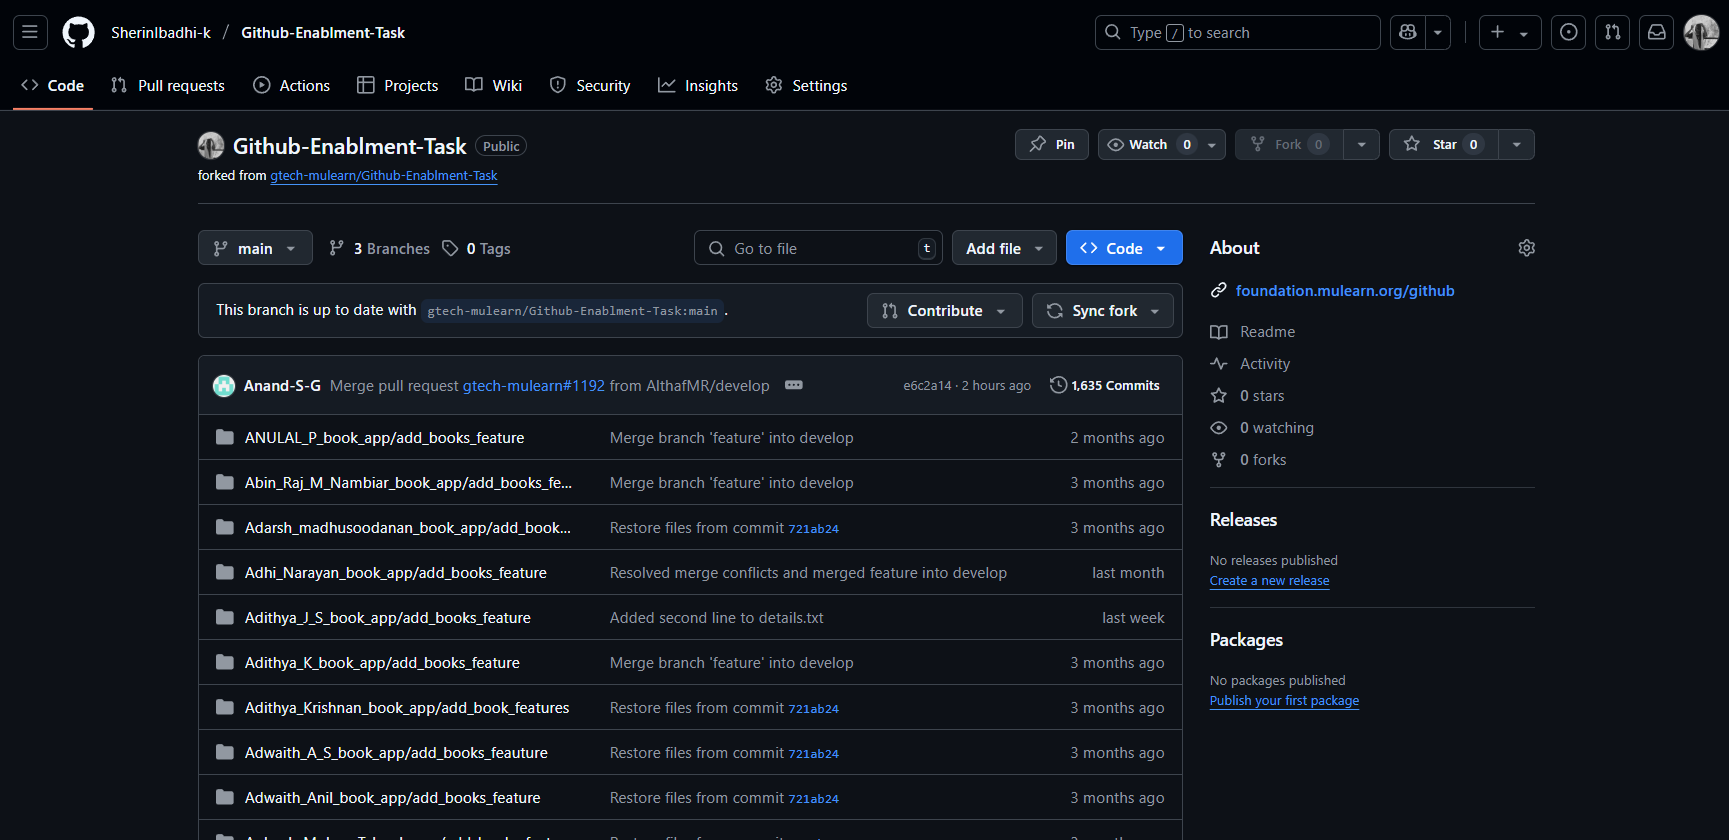 SherinIbadhi-k / Github-Enablment-Task
Type / to search
Code
Pull requests
Actions
Projects
Wiki
Security
Insights
Settings
Github-Enablment-Task
Public
Pin
Watch 0
Fork 0
Star 0
forked from gtech-mulearn/Github-Enablment-Task
main
3 Branches
0 Tags
Go to file
t
Add file
Code
This branch is up to date with gtech-mulearn/Github-Enablment-Task:main .
Contribute
Sync fork
Anand-S-G Merge pull request gtech-mulearn#1192 from AlthafMR/develop
e6c2a14 · 2 hours ago
1,635 Commits
ANULAL_P_book_app/add_books_feature Merge branch 'feature' into develop 2 months ago
Abin_Raj_M_Nambiar_book_app/add_books_fe... Merge branch 'feature' into develop 3 months ago
Adarsh_madhusoodanan_book_app/add_book... Restore files from commit 721ab24 3 months ago
Adhi_Narayan_book_app/add_books_feature Resolved merge conflicts and merged feature into develop last month
Adithya_J_S_book_app/add_books_feature Added second line to details.txt last week
Adithya_K_book_app/add_books_feature Merge branch 'feature' into develop 3 months ago
Adithya_Krishnan_book_app/add_book_features Restore files from commit 721ab24 3 months ago
Adwaith_A_S_book_app/add_books_feauture Restore files from commit 721ab24 3 months ago
Adwaith_Anil_book_app/add_books_feature Restore files from commit 721ab24 3 months ago
About
foundation.mulearn.org/github
Readme
Activity
0 stars
0 watching
0 forks
Releases
No releases published
Create a new release
Packages
No packages published
Publish your first package